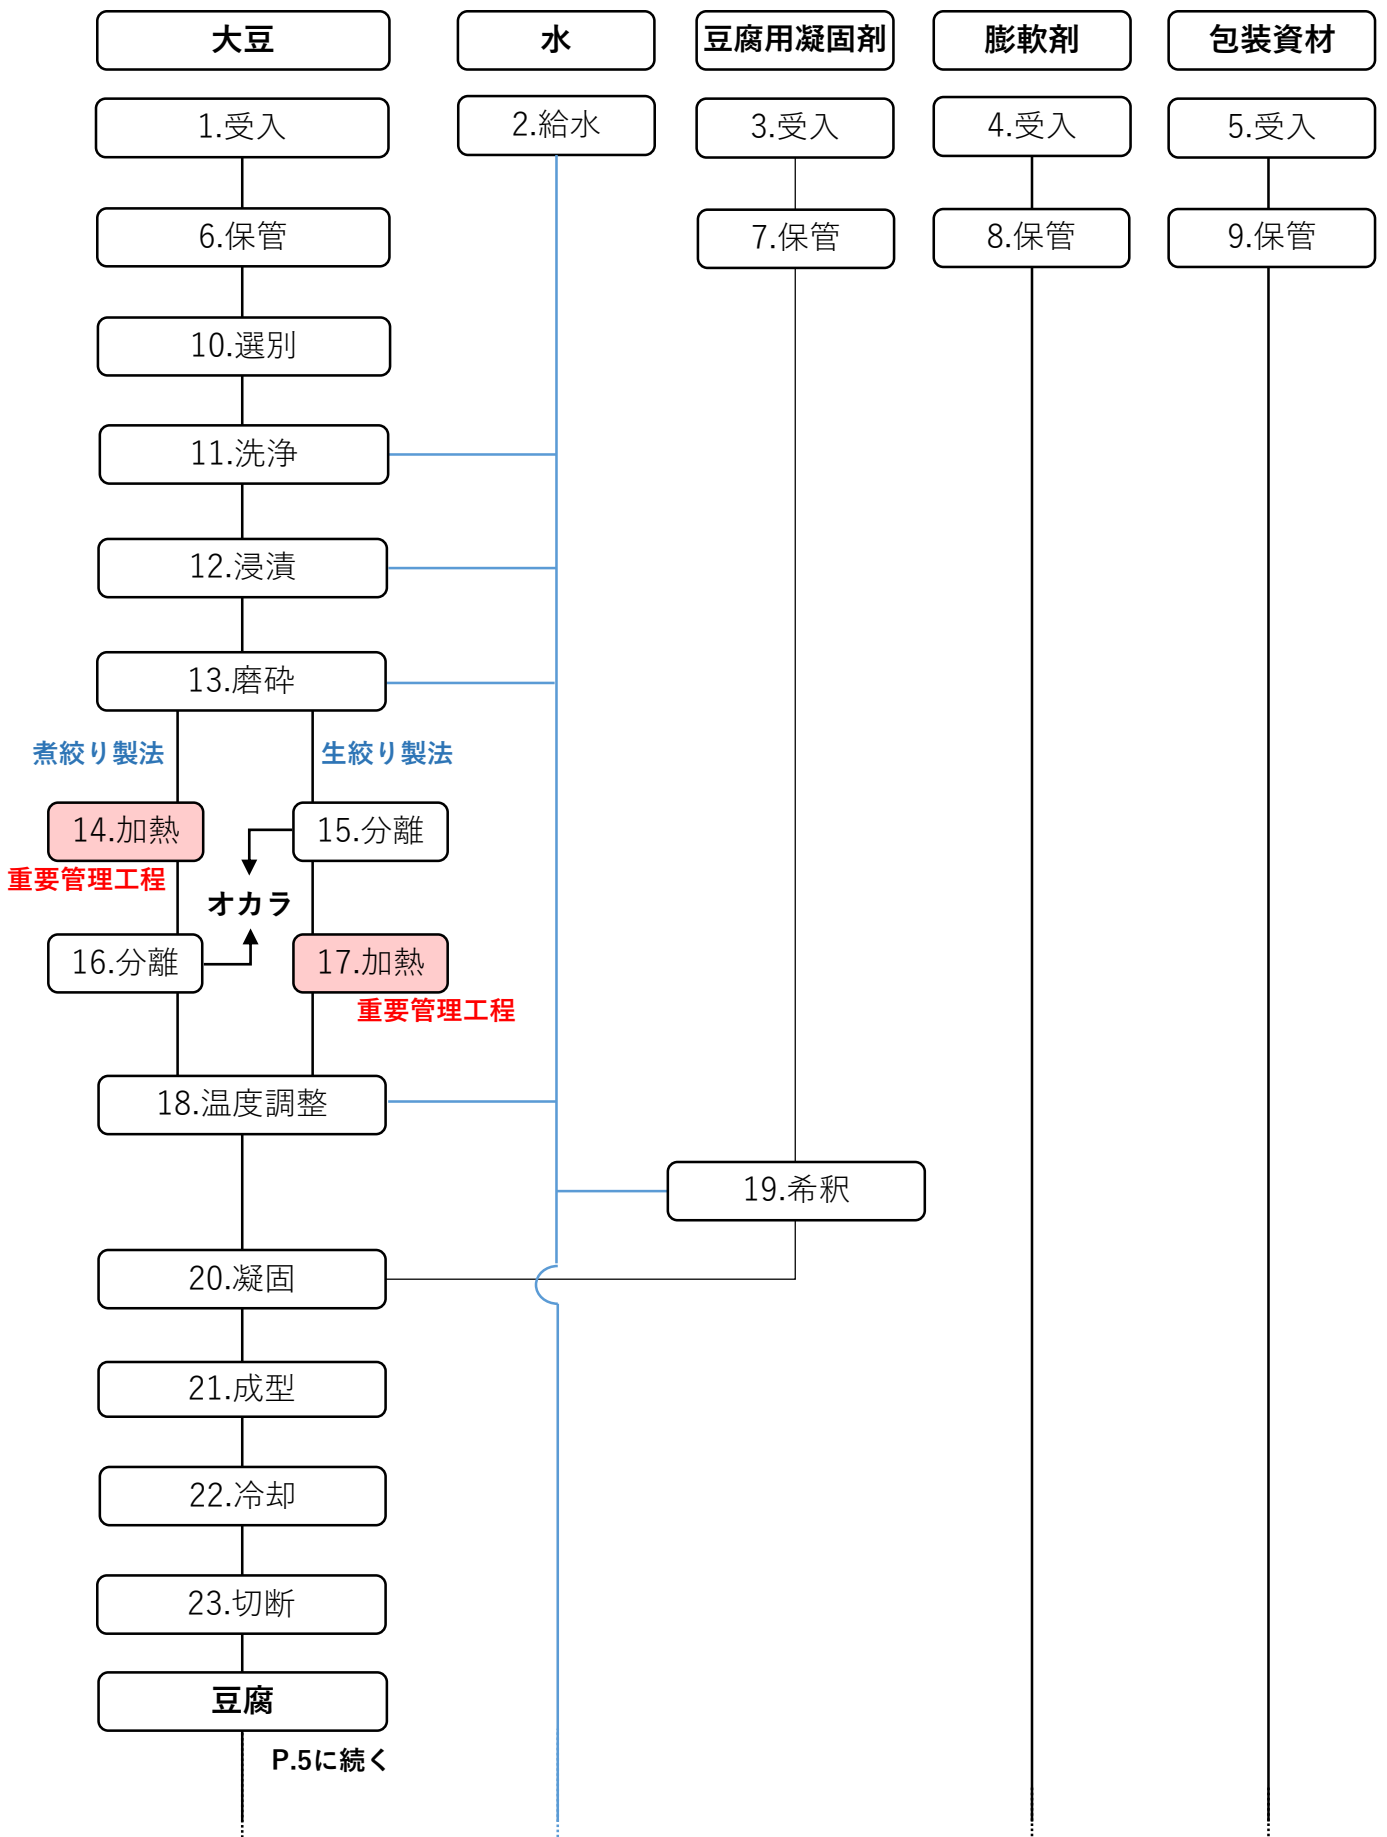 大豆
水
豆腐用凝固剤
膨軟剤
包装資材
1.受入
2.給水
3.受入
4.受入
5.受入
6.保管
7.保管
8.保管
9.保管
10.選別
11.洗浄
12.浸漬
13.磨砕
煮絞り製法
生絞り製法
14.加熱
15.分離
重要管理工程
オカラ
16.分離
17.加熱
重要管理工程
18.温度調整
19.希釈
20.凝固
21.成型
22.冷却
23.切断
豆腐
P.5に続く